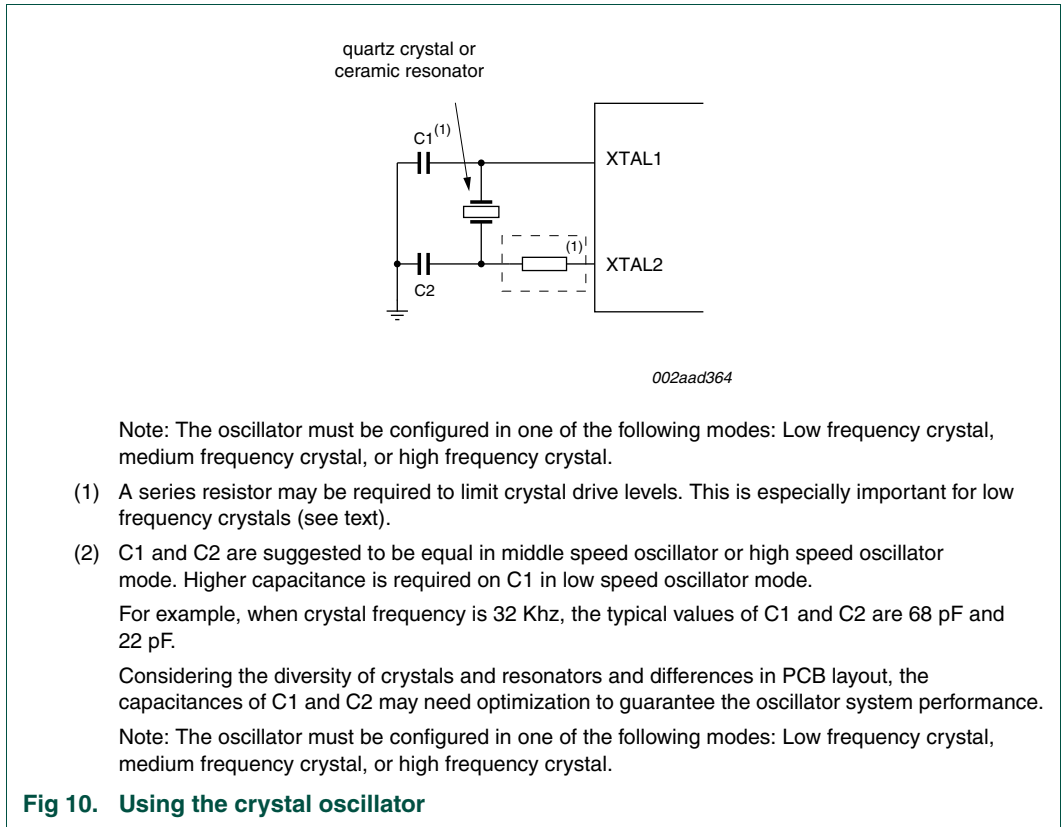 quartz crystal or
ceramic resonator
C1(1)
XTAL1
(1)
XTAL2
C2
002aad364
Note: The oscillator must be configured in one of the following modes: Low frequency crystal,
medium frequency crystal, or high frequency crystal.
(1) A series resistor may be required to limit crystal drive levels. This is especially important for low
frequency crystals (see text).
(2) C1 and C2 are suggested to be equal in middle speed oscillator or high speed oscillator
mode. Higher capacitance is required on C1 in low speed oscillator mode.
For example, when crystal frequency is 32 Khz, the typical values of C1 and C2 are 68 pF and
22 pF.
Considering the diversity of crystals and resonators and differences in PCB layout, the
capacitances of C1 and C2 may need optimization to guarantee the oscillator system performance.
Note: The oscillator must be configured in one of the following modes: Low frequency crystal,
medium frequency crystal, or high frequency crystal.
Fig 10. Using the crystal oscillator